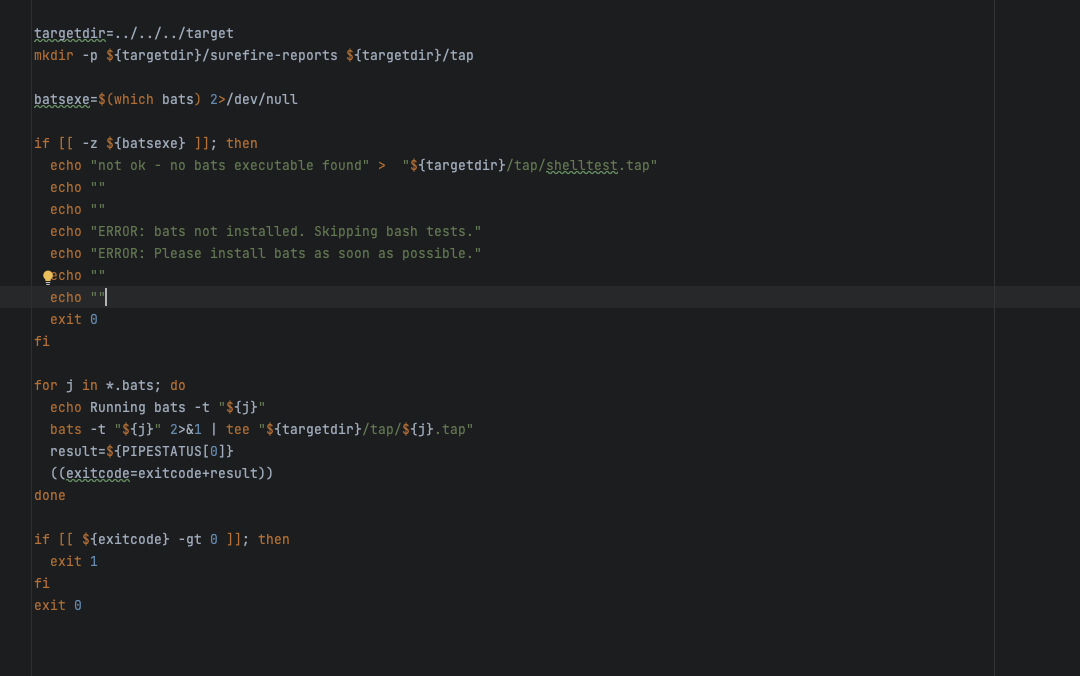 targetdir=../../../target
mkdir -p ${targetdir}/surefire-reports ${targetdir}/tap
batsexe=$(which bats) 2>/dev/null
if [[ -z ${batsexe} ]]; then
  echo "not ok - no bats executable found" >  "${targetdir}/tap/shelltest.tap"
  echo ""
  echo ""
  echo "ERROR: bats not installed. Skipping bash tests."
  echo "ERROR: Please install bats as soon as possible."
  echo ""
  echo ""
  exit 0
fi
for j in *.bats; do
  echo Running bats -t "${j}"
  bats -t "${j}" 2>&1 | tee "${targetdir}/tap/${j}.tap"
  result=${PIPESTATUS[0]}
  ((exitcode=exitcode+result))
done
if [[ ${exitcode} -gt 0 ]]; then
  exit 1
fi
exit 0